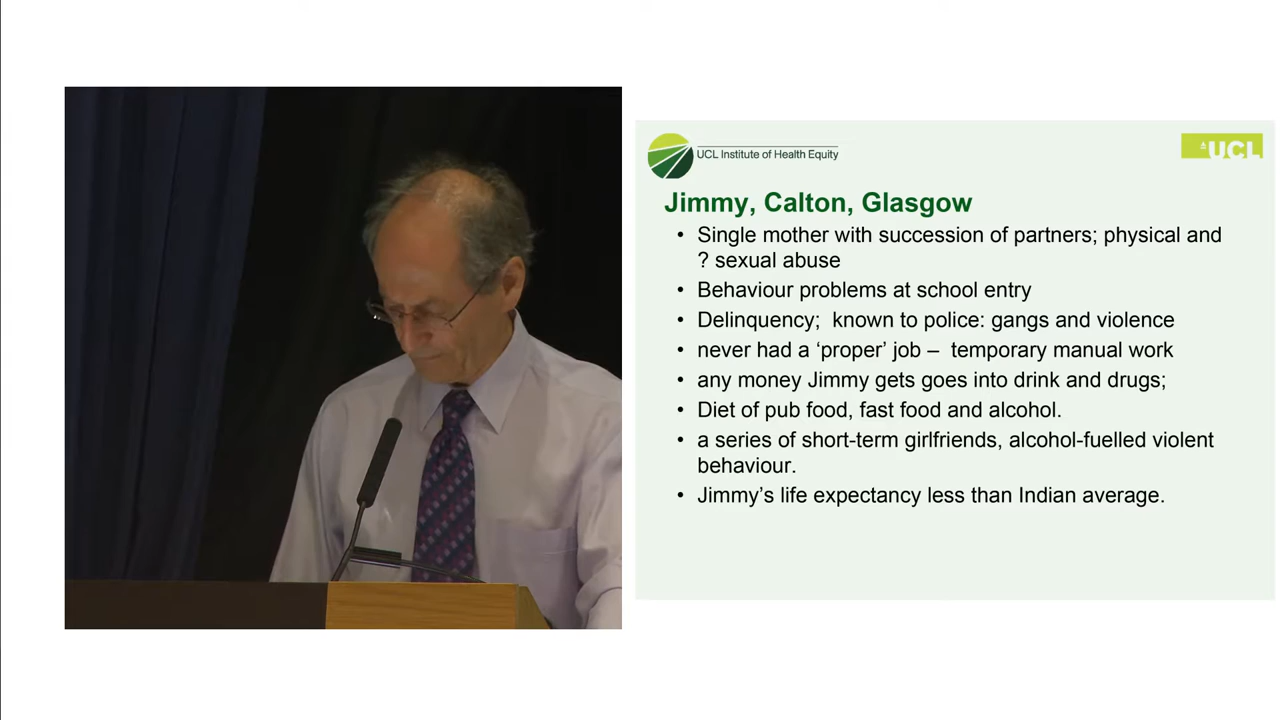 UCL Institute of Health Equity
UCL
Jimmy, Calton, Glasgow
• Single mother with succession of partners; physical and
? sexual abuse
• Behaviour problems at school entry
• Delinquency;  known to police: gangs and violence
• never had a ‘proper’ job –  temporary manual work
• any money Jimmy gets goes into drink and drugs;
• Diet of pub food, fast food and alcohol.
• a series of short-term girlfriends, alcohol-fuelled violent
behaviour.
• Jimmy’s life expectancy less than Indian average.